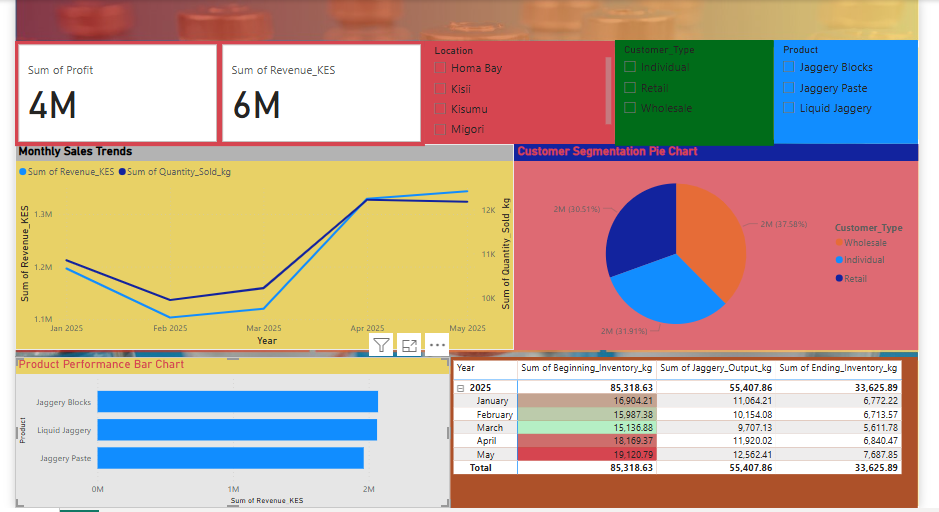 Sum of Profit
4M
Sum of Revenue_KES
6M
Location
Homa Bay
Kisii
Kisumu
Migori
Customer_Type
Individual
Retail
Wholesale
Product
Jaggery Blocks
Jaggery Paste
Liquid Jaggery
Monthly Sales Trends
Sum of Revenue_KES Sum of Quantity_Sold_kg
Sum of Revenue_KES
1.3M
1.2M
1.1M
12K
11K
10K
Sum of Quantity_Sold_kg
Jan 2025 Feb 2025 Mar 2025 Apr 2025 May 2025
Year
Customer Segmentation Pie Chart
2M (30.51%)
2M (37.58%)
2M (31.91%)
Customer_Type
Wholesale
Individual
Retail
Product Performance Bar Chart
Product
Jaggery Blocks
Liquid Jaggery
Jaggery Paste
0M 1M 2M
Sum of Revenue_KES
Year Sum of Beginning_Inventory_kg Sum of Jaggery_Output_kg Sum of Ending_Inventory_kg
2025 85,318.63 55,407.86 33,625.89
January 16,904.21 11,064.21 6,772.22
February 15,987.38 10,154.08 6,713.57
March 15,136.88 9,707.13 5,611.78
April 18,169.37 11,920.02 6,840.47
May 19,120.79 12,562.41 7,687.85
Total 85,318.63 55,407.86 33,625.89